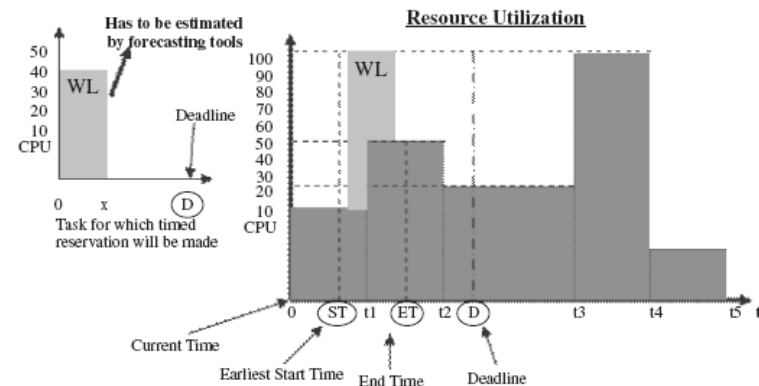 Has to be estimated
by forecasting tools
50
40
30
20
10
CPU
WL
Deadline
0 x D
Task for which timed
reservation will be made
Resource Utilization
100
90
80
70
60
50
40
30
20
10
CPU
WL
0 ST t1 ET t2 D t3 t4 t5 t
Current Time
Earliest Start Time
End Time
Deadline